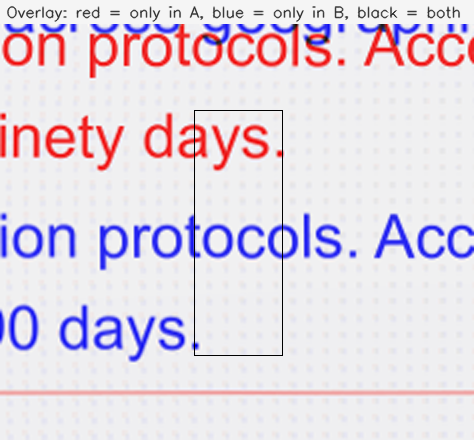 Overlay: red = only in A, blue = only in B, black = both
on protocols. Acc
inety days.
ion protocols. Acc
00 days.